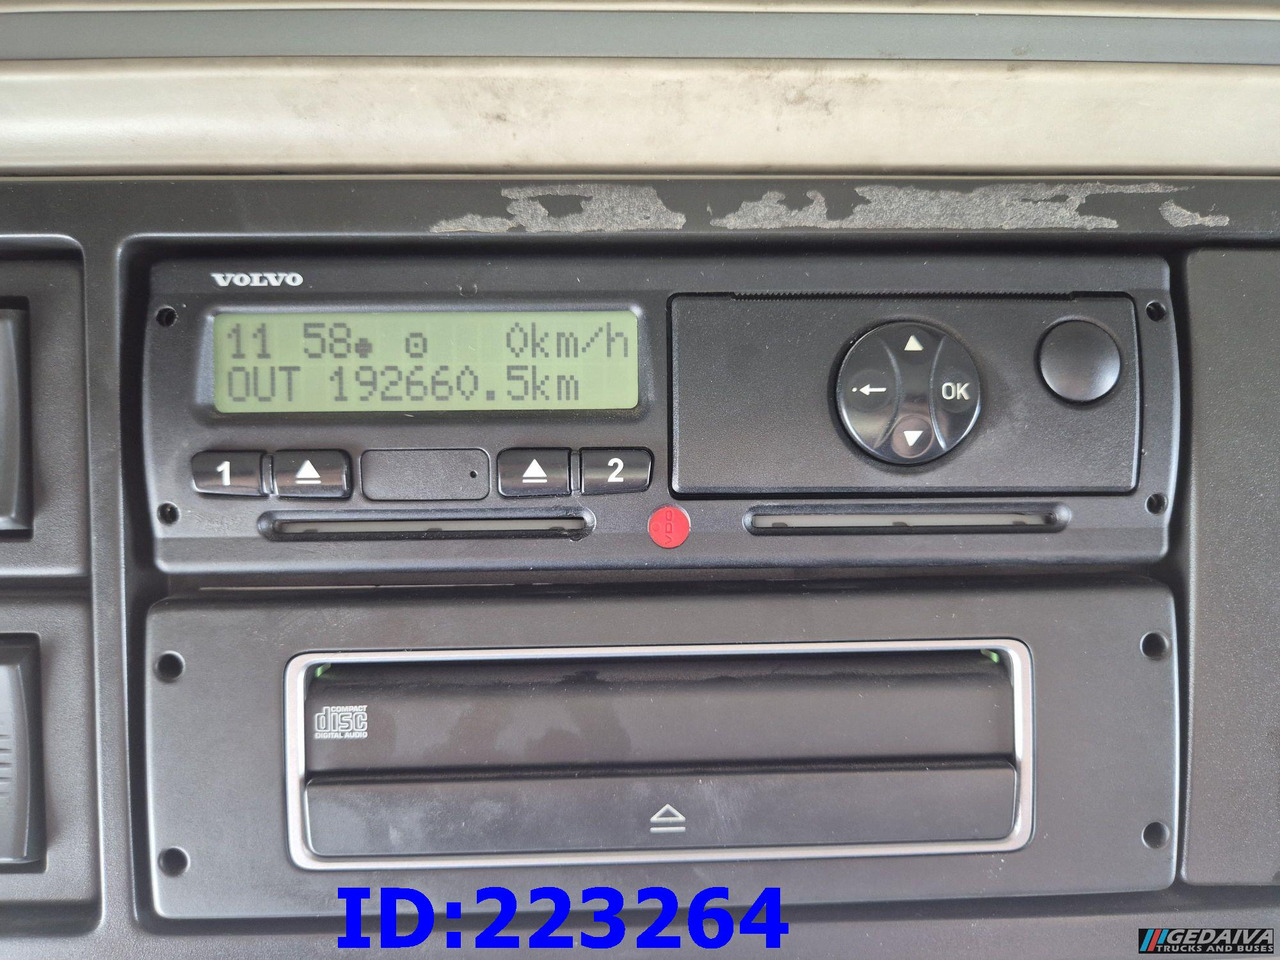 VOLVO
11 58 0km/h
OUT 192660.5km
1 2
OK
VDO
COMPACT
disc
DIGITAL AUDIO
ID:223264
GEDAIVA
TRUCKS AND BUSES